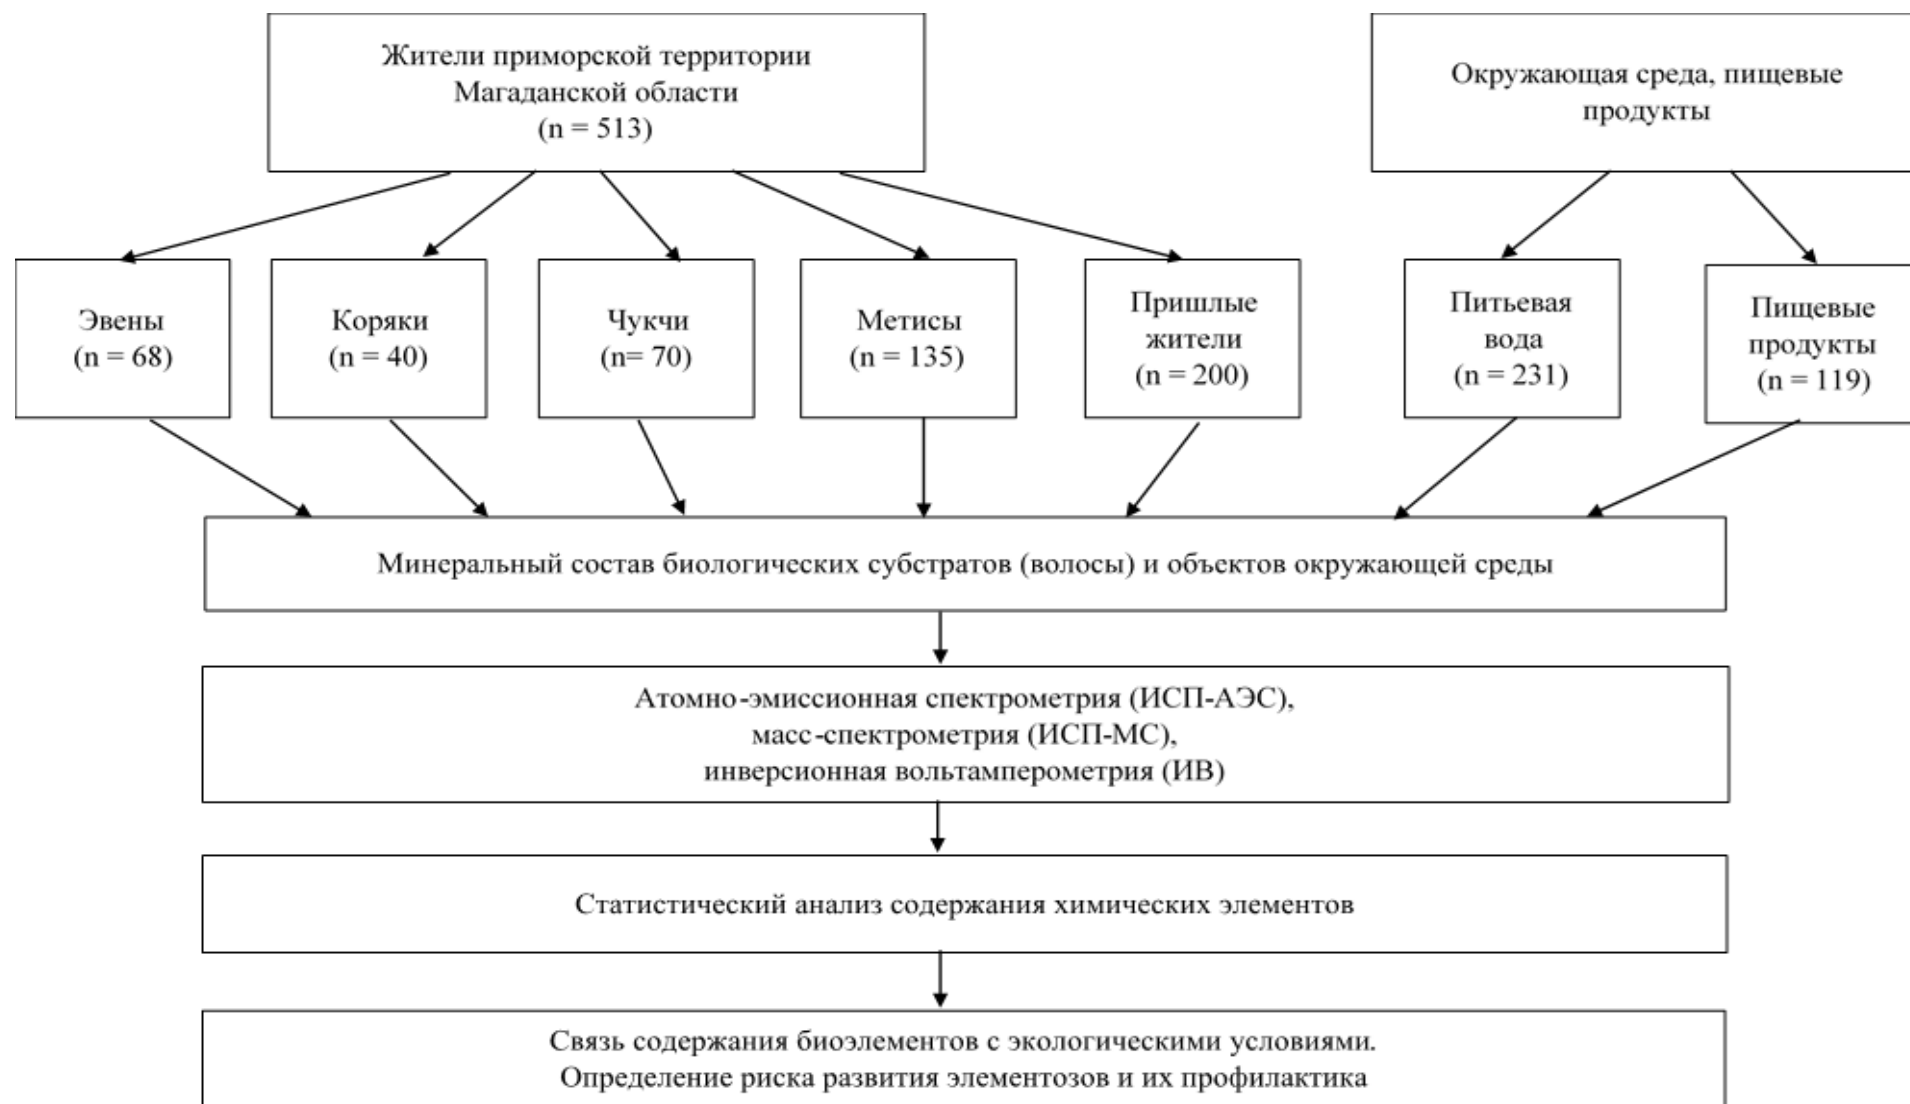 Жители приморской территории
Магаданской области
(n = 513)
Окружающая среда, пищевые
продукты
Эвены
(n = 68)
Коряки
(n = 40)
Чукчи
(n= 70)
Метисы
(n = 135)
Пришлые
жители
(n = 200)
Питьевая
вода
(n = 231)
Пищевые
продукты
(n = 119)
Минеральный состав биологических субстратов (волосы) и объектов окружающей среды
Атомно-эмиссионная спектрометрия (ИСП-АЭС),
масс-спектрометрия (ИСП-МС),
инверсионная вольтамперометрия (ИВ)
Статистический анализ содержания химических элементов
Связь содержания биоэлементов с экологическими условиями.
Определение риска развития элементозов и их профилактика